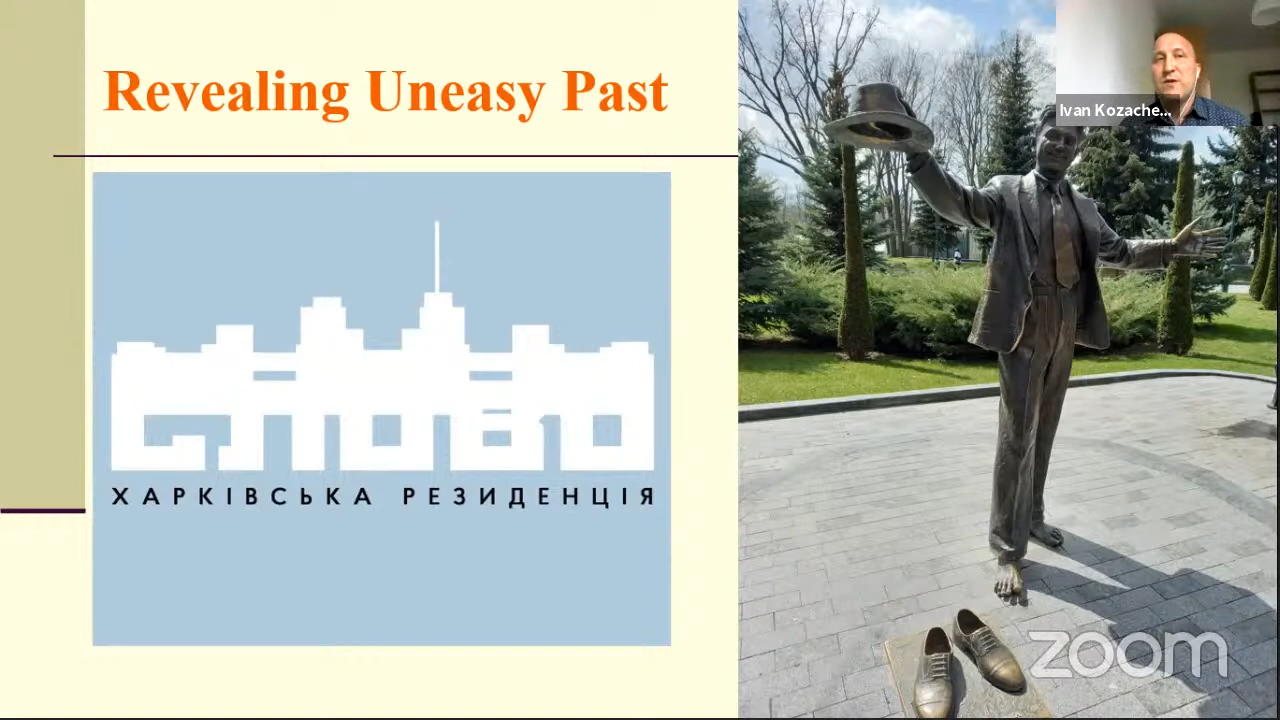 Revealing Uneasy Past
Ivan Kozache...
СЛОВО
ХАРКІВСЬКА РЕЗИДЕНЦІЯ
zoom